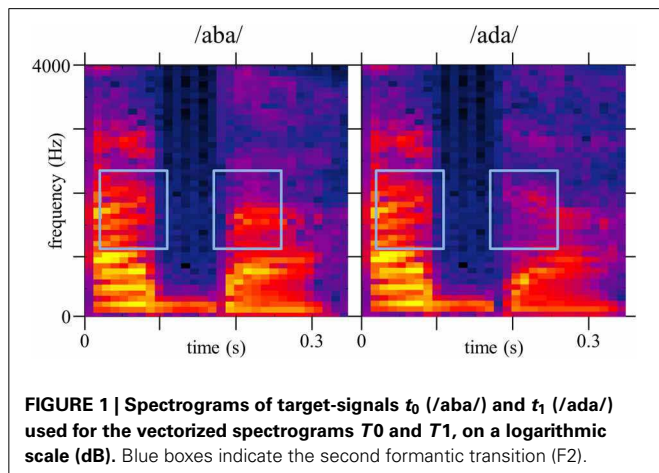 /aba/ /ada/
4000
frequency (Hz)
0
0 time (s) 0.3 0 time (s) 0.3
FIGURE 1 | Spectrograms of target-signals t₀ (/aba/) and t₁ (/ada/)
used for the vectorized spectrograms T0 and T1, on a logarithmic
scale (dB). Blue boxes indicate the second formantic transition (F2).